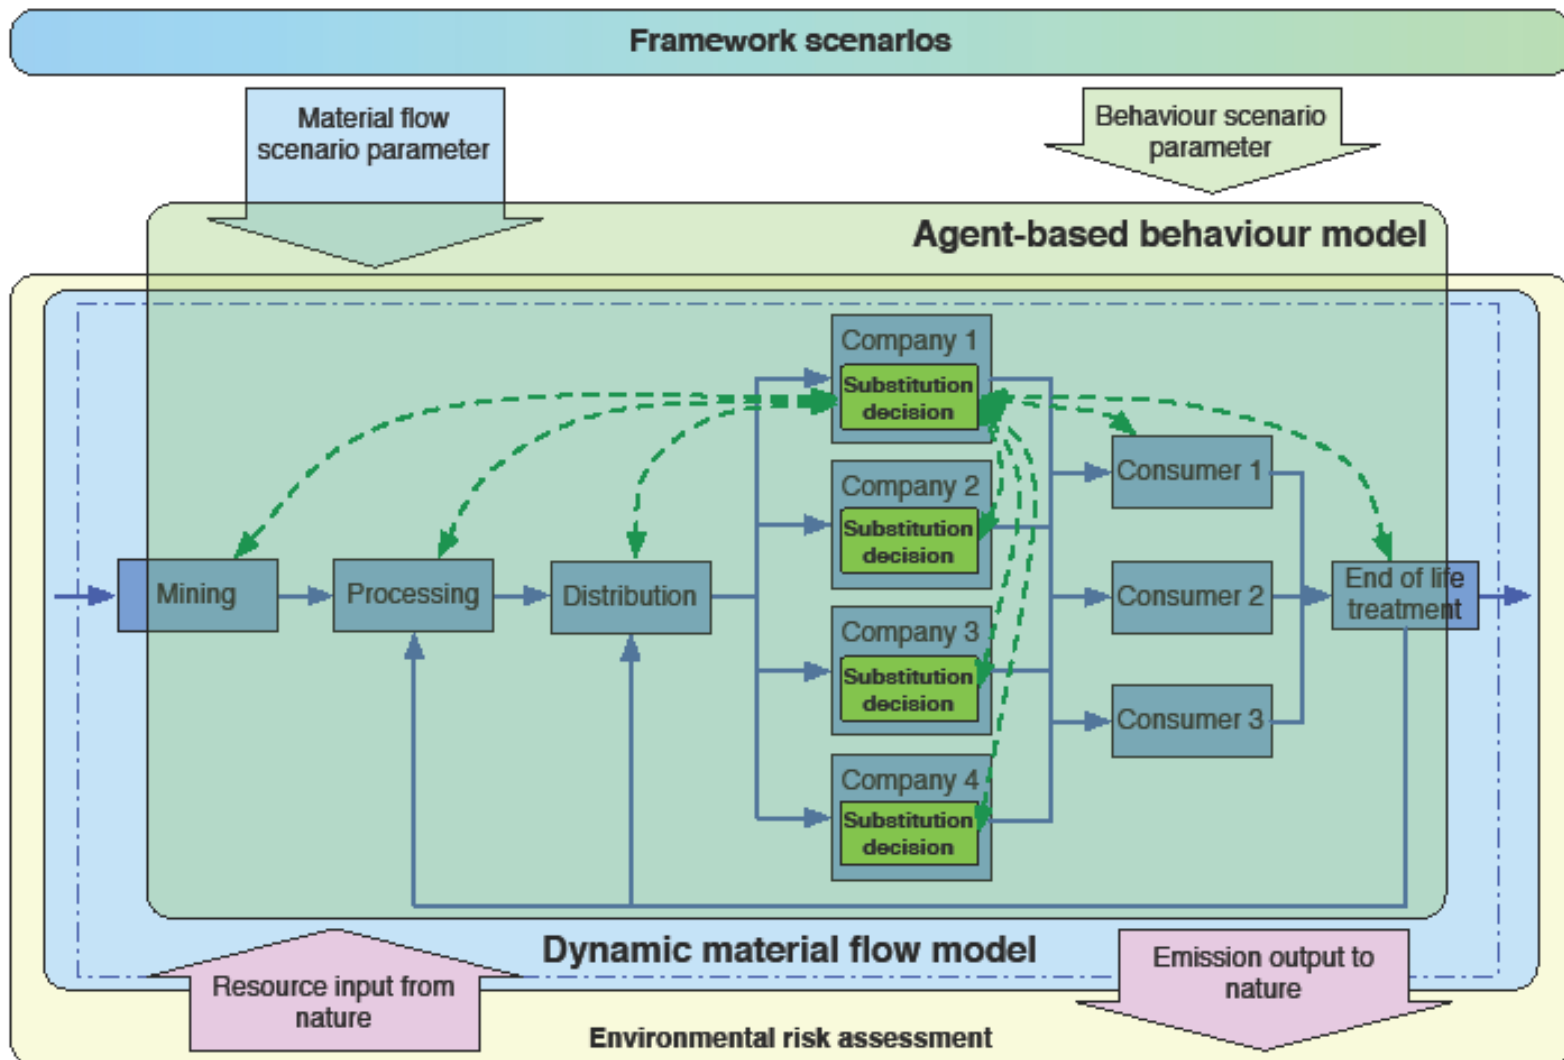 Framework scenarios
Material flow
scenario parameter
Behaviour scenario
parameter
Agent-based behaviour model
Company 1
Substitution
decision
Company 2
Substitution
decision
Company 3
Substitution
decision
Company 4
Substitution
decision
Mining
Processing
Distribution
Consumer 1
Consumer 2
Consumer 3
End of life
treatment
Dynamic material flow model
Resource input from
nature
Emission output to
nature
Environmental risk assessment